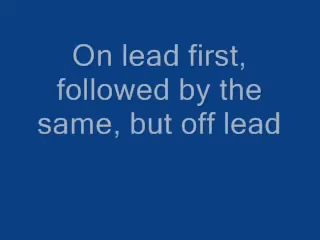 On lead first,
followed by the
same, but off lead